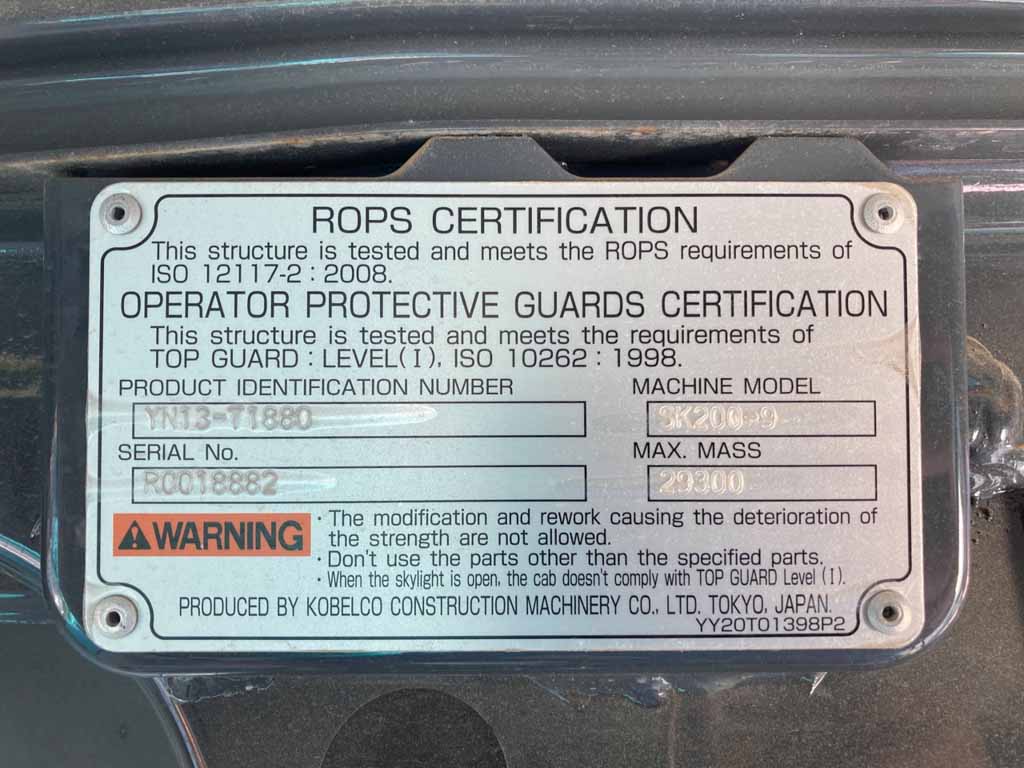 ROPS CERTIFICATION
This structure is tested and meets the ROPS requirements of
ISO 12117-2 : 2008.
OPERATOR PROTECTIVE GUARDS CERTIFICATION
This structure is tested and meets the requirements of
TOP GUARD : LEVEL(I), ISO 10262 : 1998.
PRODUCT IDENTIFICATION NUMBER
MACHINE MODEL
YN13-71880
SK200-9
SERIAL No.
MAX. MASS
R0018882
29300
WARNING
· The modification and rework causing the deterioration of
the strength are not allowed.
· Don't use the parts other than the specified parts.
· When the skylight is open, the cab doesn't comply with TOP GUARD Level (I).
PRODUCED BY KOBELCO CONSTRUCTION MACHINERY CO., LTD. TOKYO, JAPAN.
YY20T01398P2